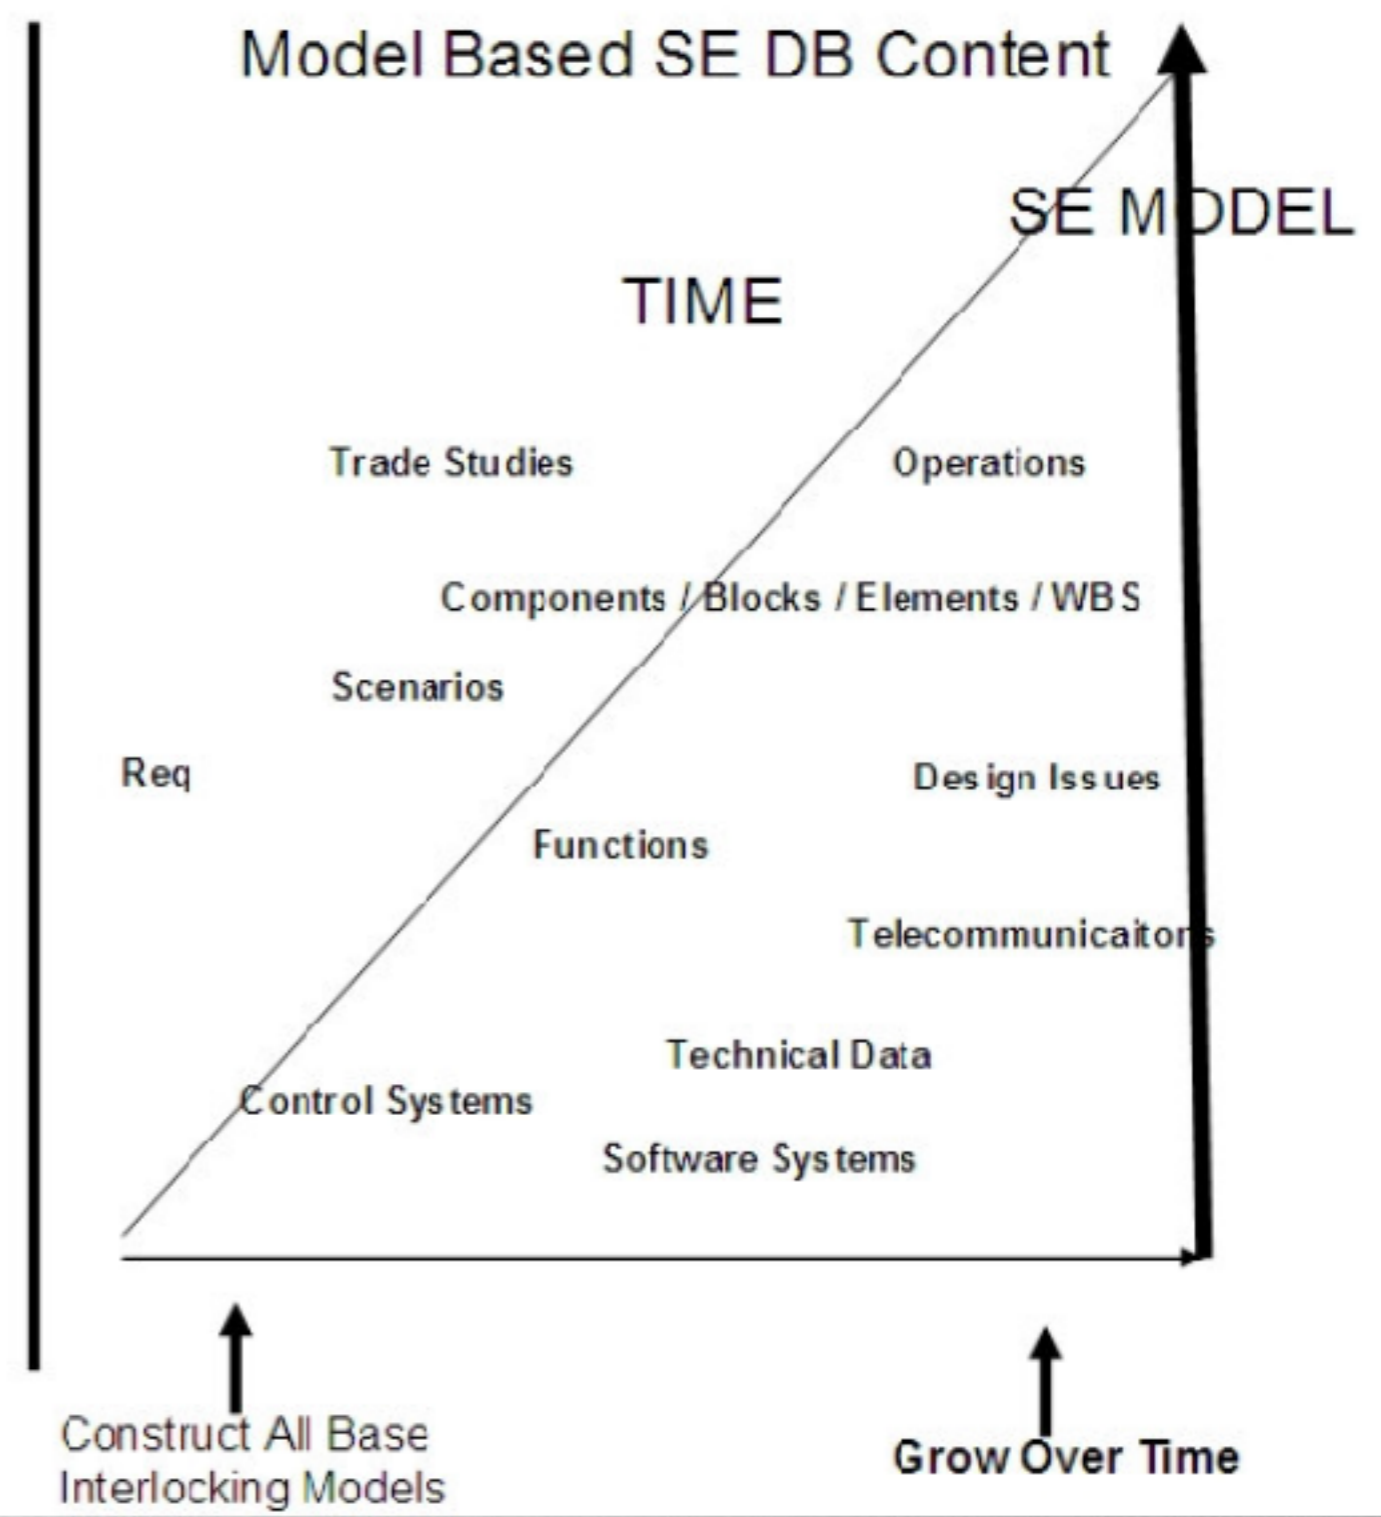 Model Based SE DB Content
SE MODEL
TIME
Trade Studies
Operations
Components / Blocks / Elements / WBS
Scenarios
Req
Design Issues
Functions
Telecommunicaitons
Technical Data
Control Systems
Software Systems
Construct All Base
Interlocking Models
Grow Over Time